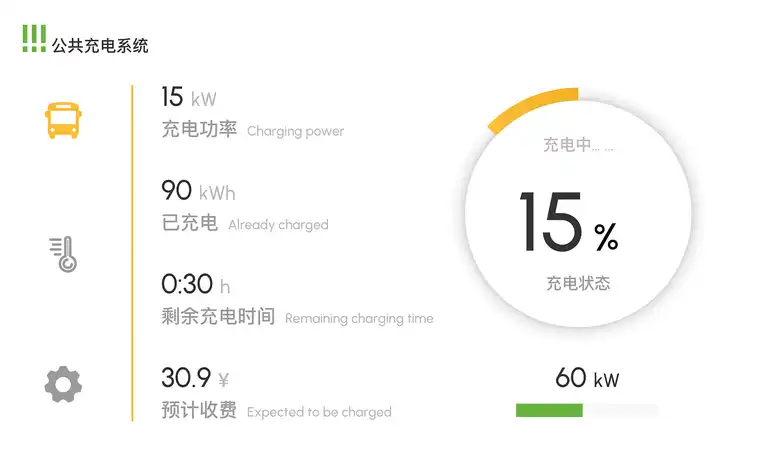 公共充电系统
15 kW
充电功率 Charging power
90 kWh
已充电 Already charged
0:30 h
剩余充电时间 Remaining charging time
30.9 ¥
预计收费 Expected to be charged
充电中... ...
15 %
充电状态
60 kW